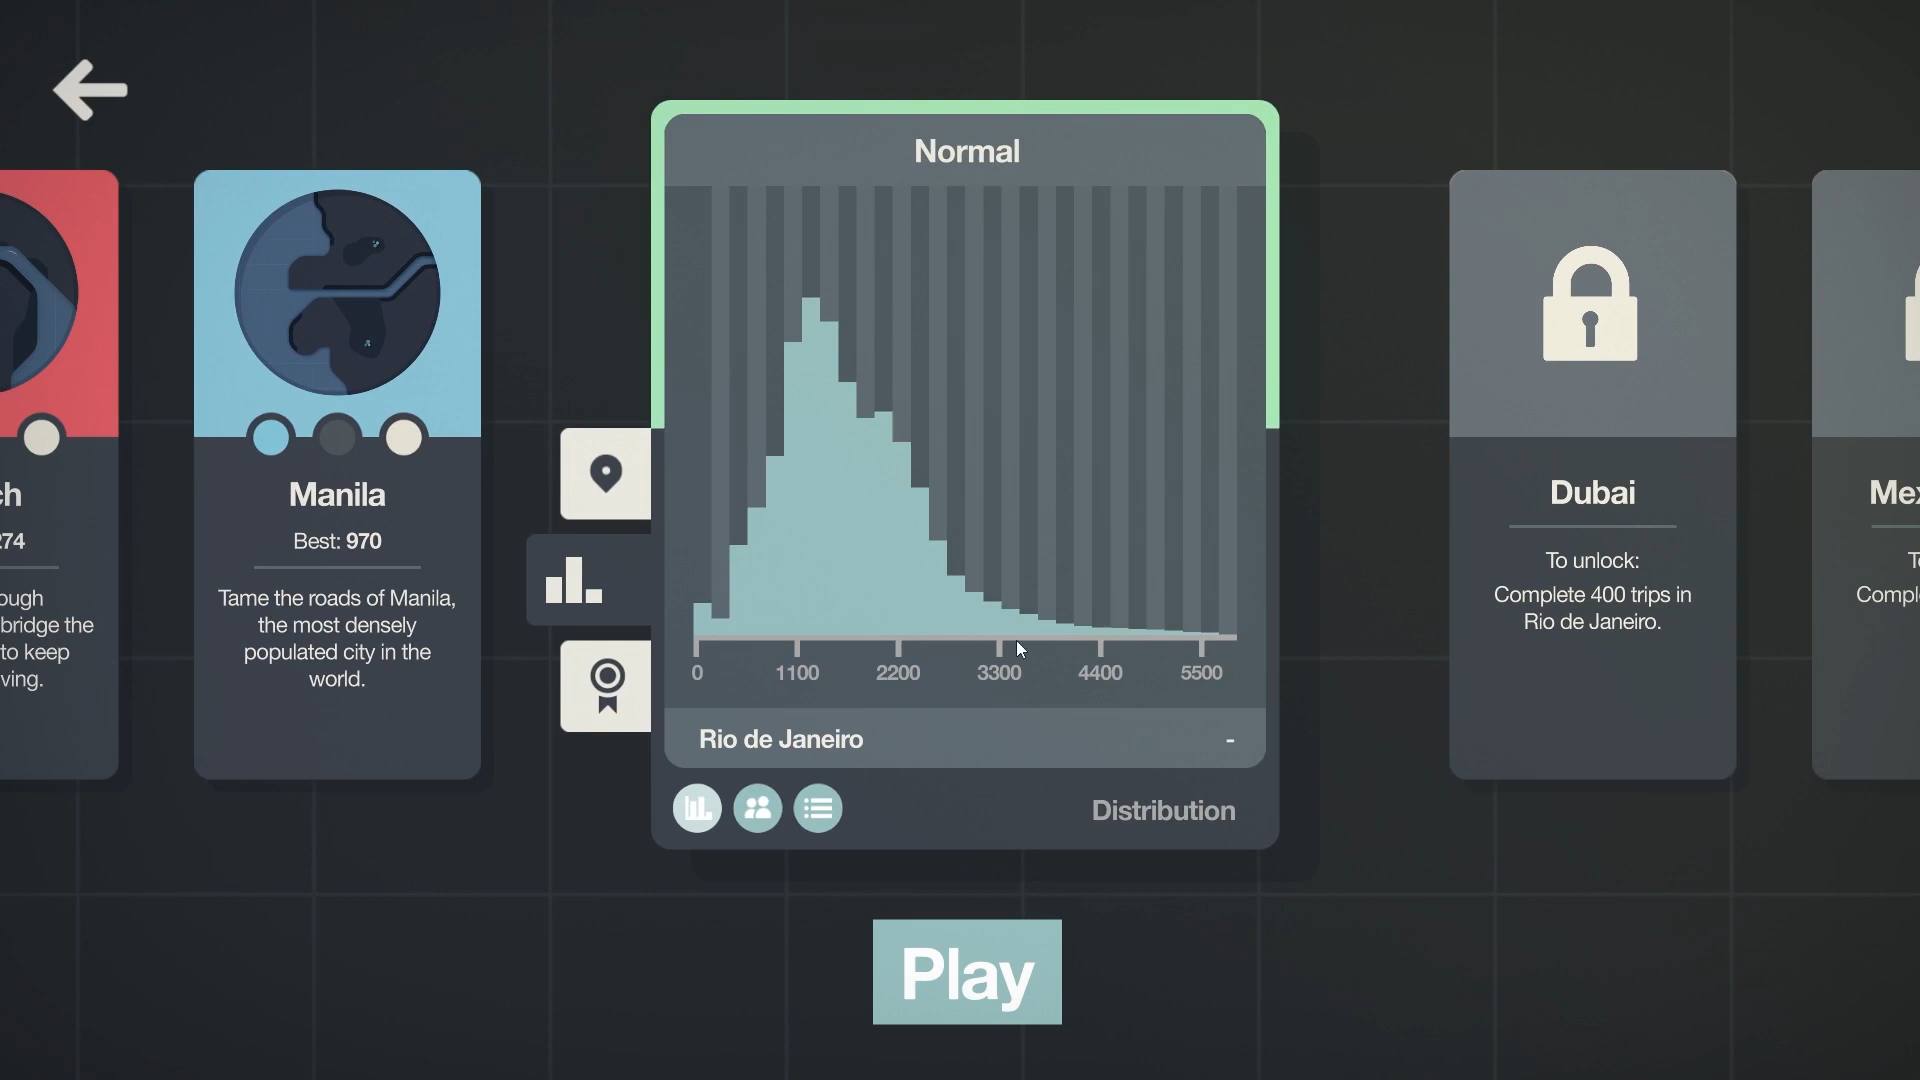 Normal
0 1100 2200 3300 4400 5500
Rio de Janeiro -
Distribution
Play
ch
274
ough
bridge the
to keep
ving.
Manila
Best: 970
Tame the roads of Manila,
the most densely
populated city in the
world.
Dubai
To unlock:
Complete 400 trips in
Rio de Janeiro.
Mex
To
Compl